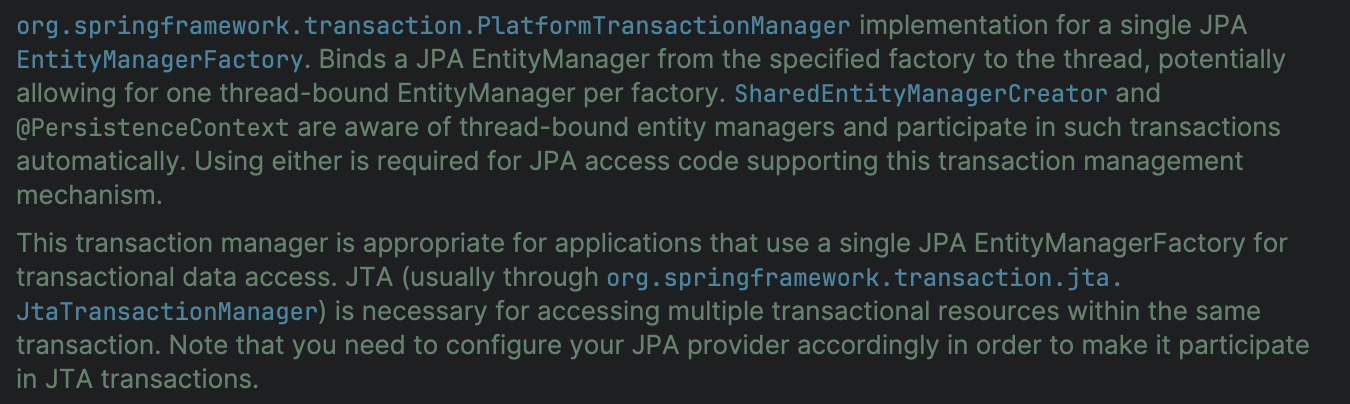 org.springframework.transaction.PlatformTransactionManager implementation for a single JPA
EntityManagerFactory. Binds a JPA EntityManager from the specified factory to the thread, potentially
allowing for one thread-bound EntityManager per factory. SharedEntityManagerCreator and
@PersistenceContext are aware of thread-bound entity managers and participate in such transactions
automatically. Using either is required for JPA access code supporting this transaction management
mechanism.
This transaction manager is appropriate for applications that use a single JPA EntityManagerFactory for
transactional data access. JTA (usually through org.springframework.transaction.jta.
JtaTransactionManager) is necessary for accessing multiple transactional resources within the same
transaction. Note that you need to configure your JPA provider accordingly in order to make it participate
in JTA transactions.